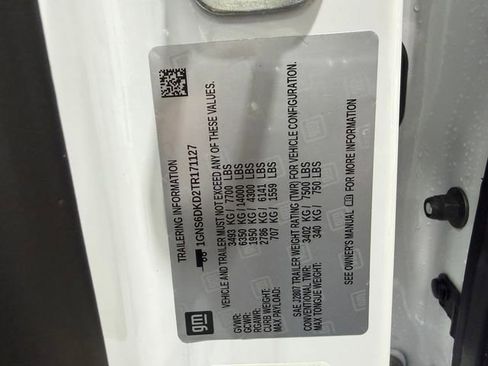 TRAILERING INFORMATION
1GNS6DKD2TR171127
VEHICLE AND TRAILER MUST NOT EXCEED ANY OF THESE VALUES.
GVWR: 3493 KG / 7700 LBS
GCWR: 6350 KG / 14000 LBS
RGAWR: 1950 KG / 4300 LBS
CURB WEIGHT: 2786 KG / 6141 LBS
MAX PAYLOAD: 707 KG / 1559 LBS
SAE J2807 TRAILER WEIGHT RATING (TWR) FOR VEHICLE CONFIGURATION.
CONVENTIONAL TWR: 3402 KG / 7500 LBS
MAX TONGUE WEIGHT: 340 KG / 750 LBS
SEE OWNER'S MANUAL FOR MORE INFORMATION
gm